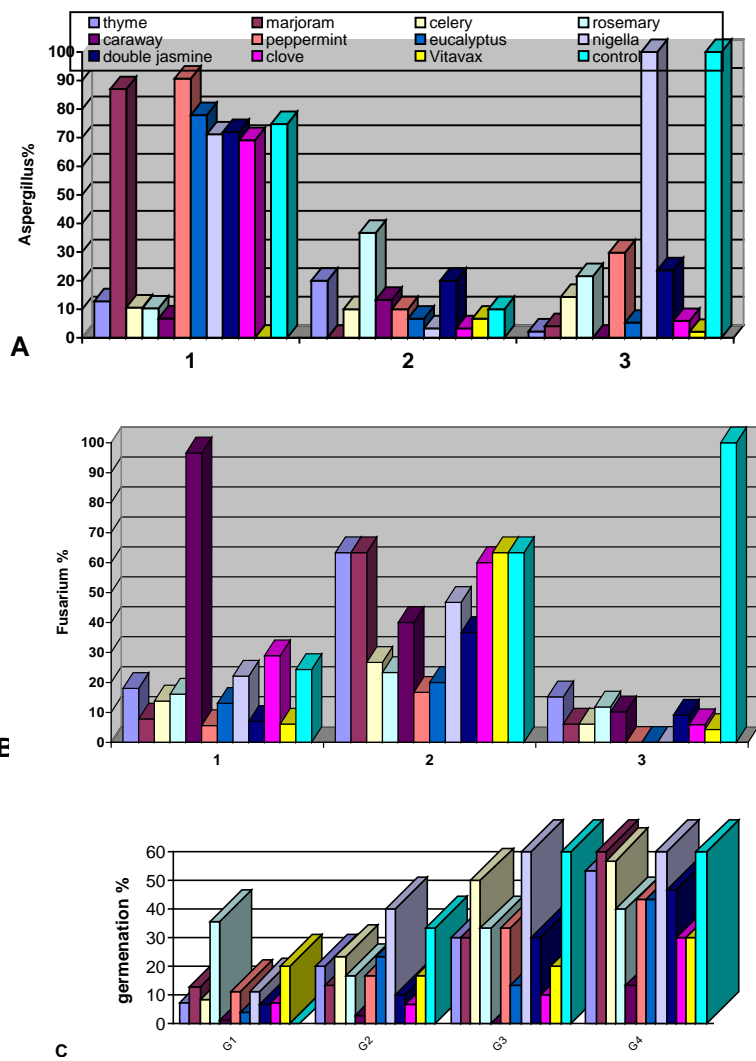 thyme marjoram celery rosemary
caraway peppermint eucalyptus nigella
double jasmine clove Vitavax control
Aspergillus%
100
90
80
70
60
50
40
30
20
10
0
A
1 2 3
Fusarium %
100
90
80
70
60
50
40
30
20
10
0
B
1 2 3
germenation %
60
50
40
30
20
10
0
G1 G2 G3 G4
C